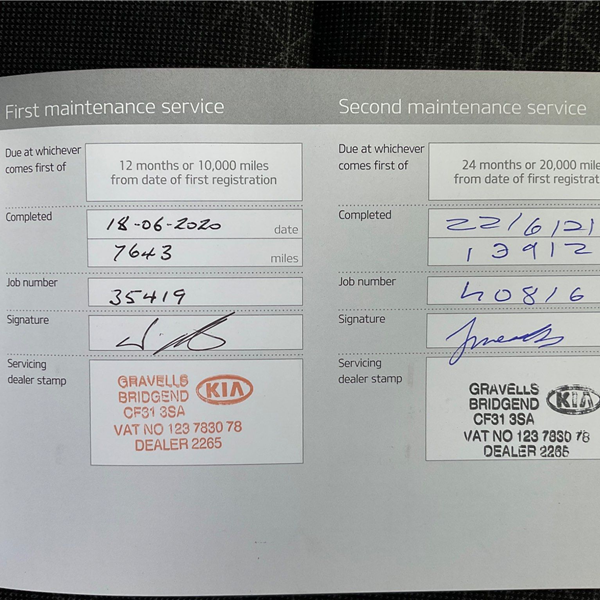 First maintenance service
Due at whichever
comes first of
12 months or 10,000 miles
from date of first registration
Completed
18-06-2020 date
7643 miles
Job number
35419
Signature
Servicing
dealer stamp
GRAVELLS
BRIDGEND
CF31 3SA
VAT NO 123 7830 78
DEALER 2265
KIA
Second maintenance service
Due at whichever
comes first of
24 months or 20,000 mile
from date of first registrat
Completed
22/6/21
13912
Job number
40816
Signature
Servicing
dealer stamp
GRAVELLS
BRIDGEND
CF31 3SA
VAT NO 123 7830 78
DEALER 2265
KIA